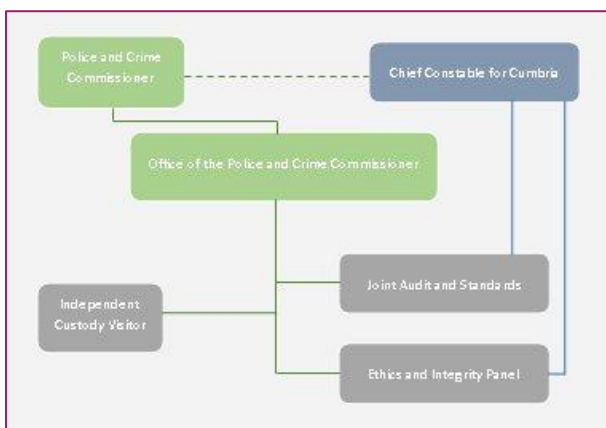 Police and Crime
Commissioner
Chief Constable for Cumbria
Office of the Police and Crime Commissioner
Joint Audit and Standards
Independent
Custody Visitor
Ethics and Integrity Panel